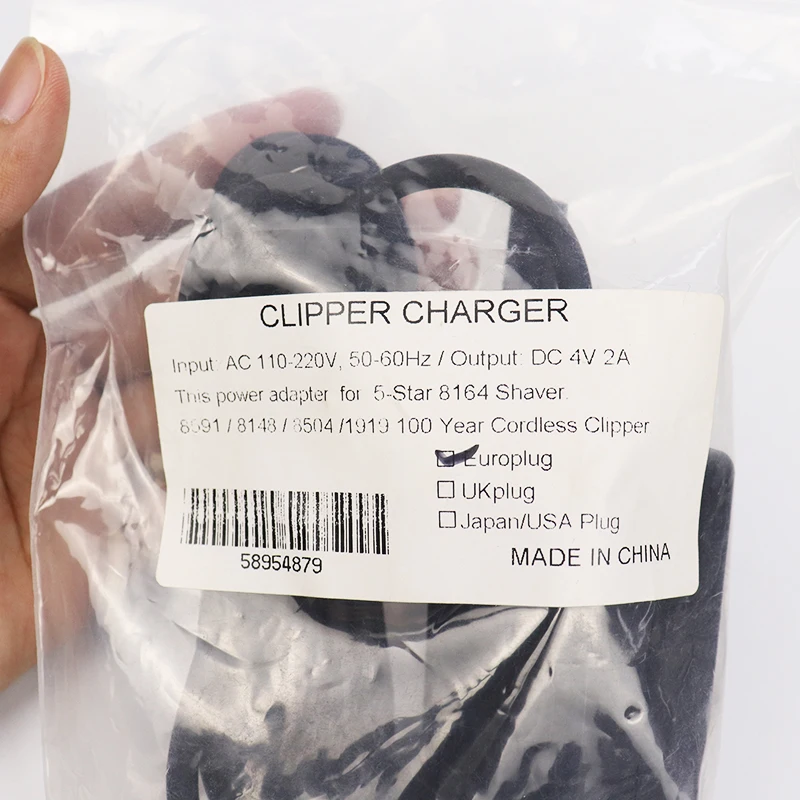 CLIPPER CHARGER
Input: AC 110-220V, 50-60Hz / Output: DC 4V 2A
This power adapter for 5-Star 8164 Shaver.
8591 / 8148 / 8504 /1919 100 Year Cordless Clipper
Europlug
UKplug
Japan/USA Plug
58954879
MADE IN CHINA